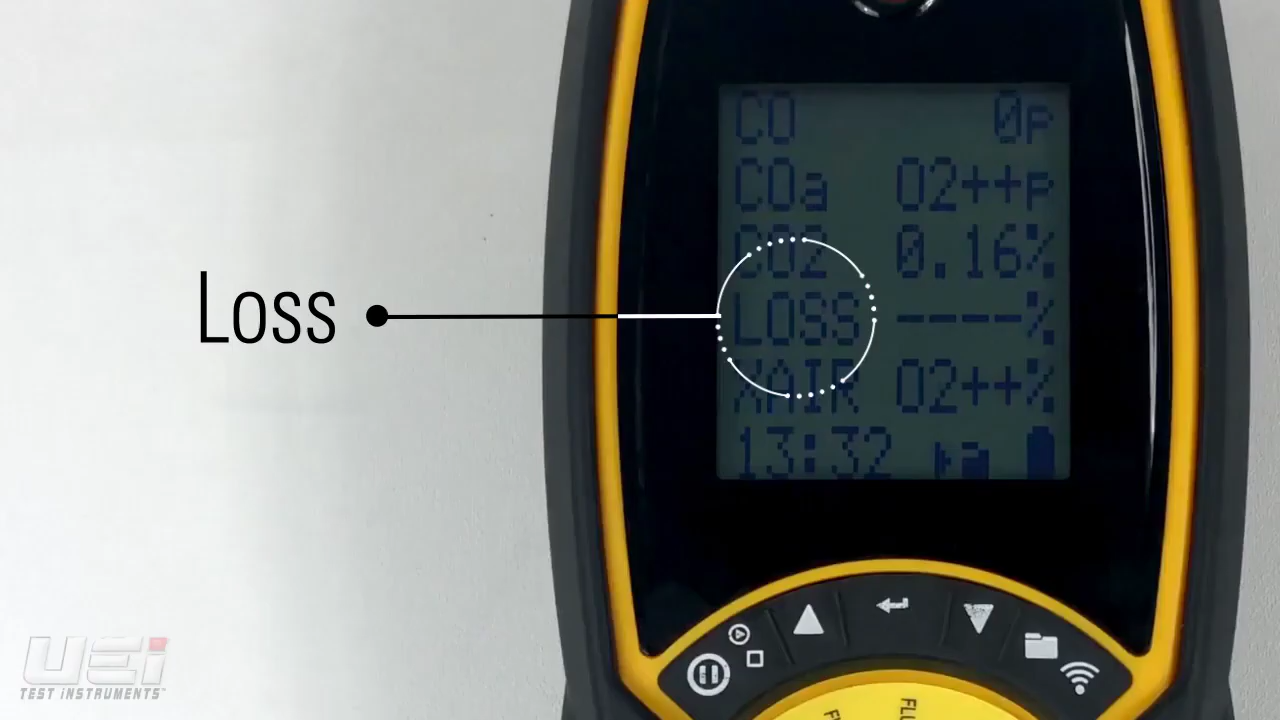 CO 0p
COa O2++p
CO2 0.16%
Loss
LOSS ----%
XAIR O2++%
13:32
UEi
TEST iNSTRUMENTS